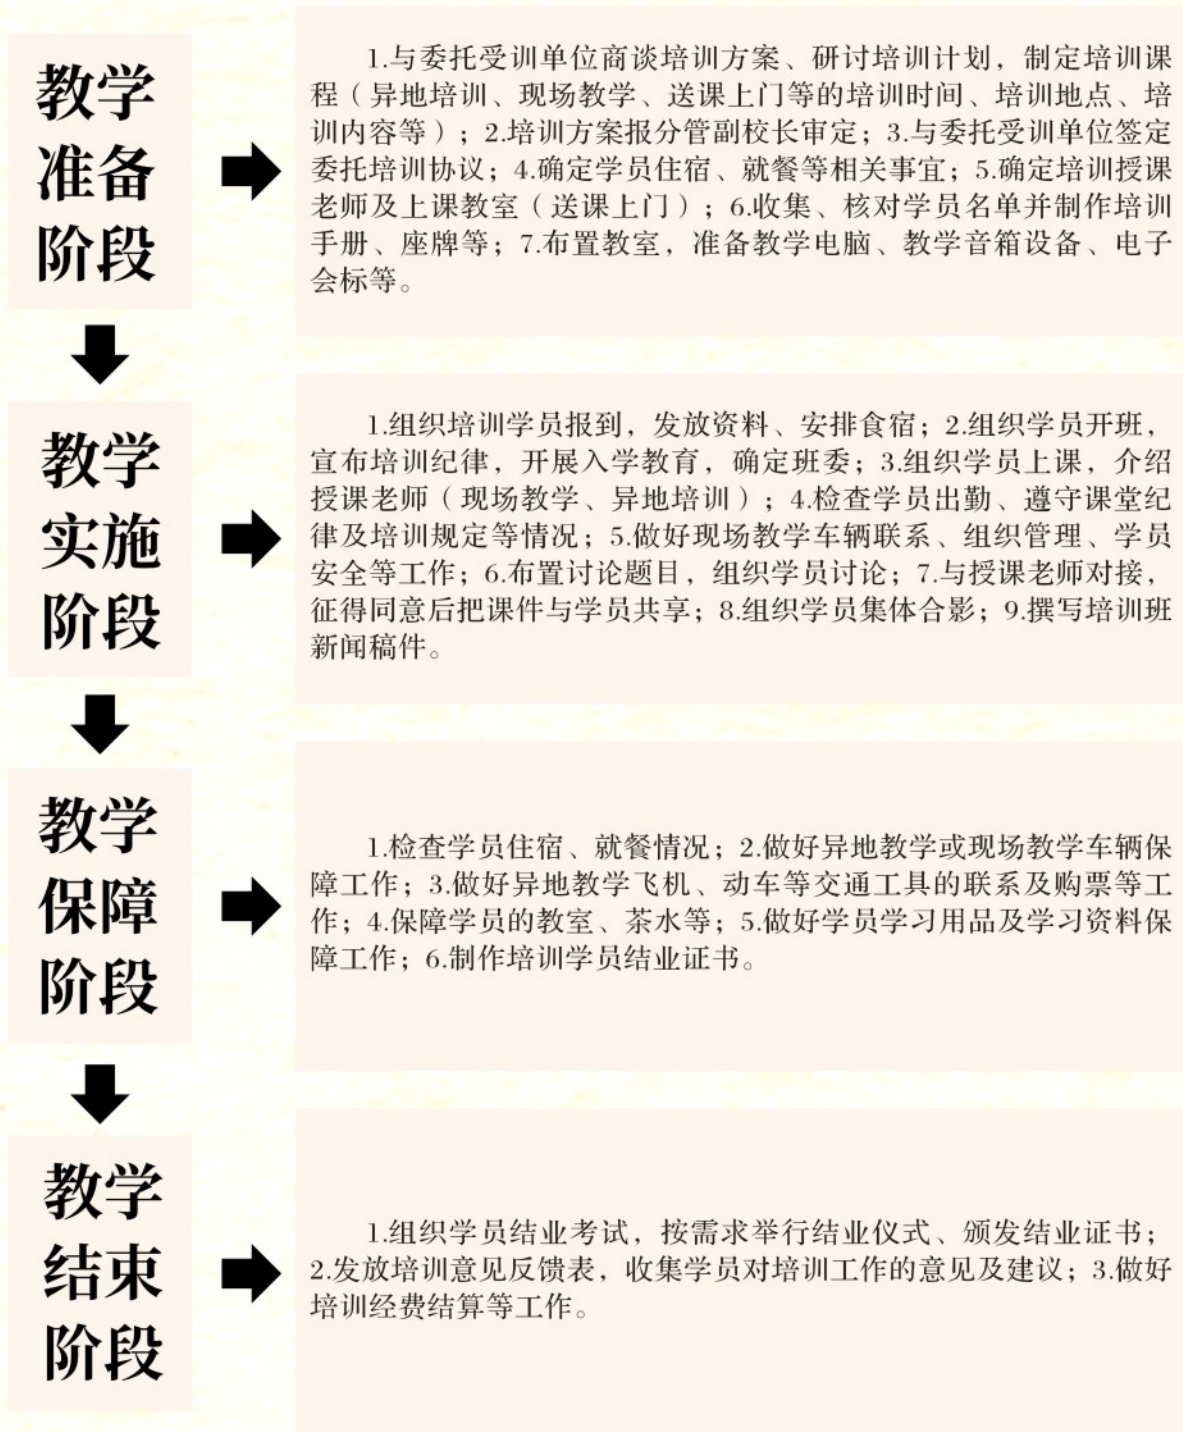 教学
准备
阶段
1.与委托受训单位商谈培训方案、研讨培训计划，制定培训课
程（异地培训、现场教学、送课上门等的培训时间、培训地点、培
训内容等）；2.培训方案报分管副校长审定；3.与委托受训单位签定
委托培训协议；4.确定学员住宿、就餐等相关事宜；5.确定培训授课
老师及上课教室（送课上门）；6.收集、核对学员名单并制作培训
手册、座牌等；7.布置教室，准备教学电脑、教学音箱设备、电子
会标等。
教学
实施
阶段
1.组织培训学员报到，发放资料、安排食宿；2.组织学员开班，
宣布培训纪律，开展入学教育，确定班委；3.组织学员上课，介绍
授课老师（现场教学、异地培训）；4.检查学员出勤、遵守课堂纪
律及培训规定等情况；5.做好现场教学车辆联系、组织管理、学员
安全等工作；6.布置讨论题目，组织学员讨论；7.与授课老师对接，
征得同意后把课件与学员共享；8.组织学员集体合影；9.撰写培训班
新闻稿件。
教学
保障
阶段
1.检查学员住宿、就餐情况；2.做好异地教学或现场教学车辆保
障工作；3.做好异地教学飞机、动车等交通工具的联系及购票等工
作；4.保障学员的教室、茶水等；5.做好学员学习用品及学习资料保
障工作；6.制作培训学员结业证书。
教学
结束
阶段
1.组织学员结业考试，按需求举行结业仪式、颁发结业证书；
2.发放培训意见反馈表，收集学员对培训工作的意见及建议；3.做好
培训经费结算等工作。